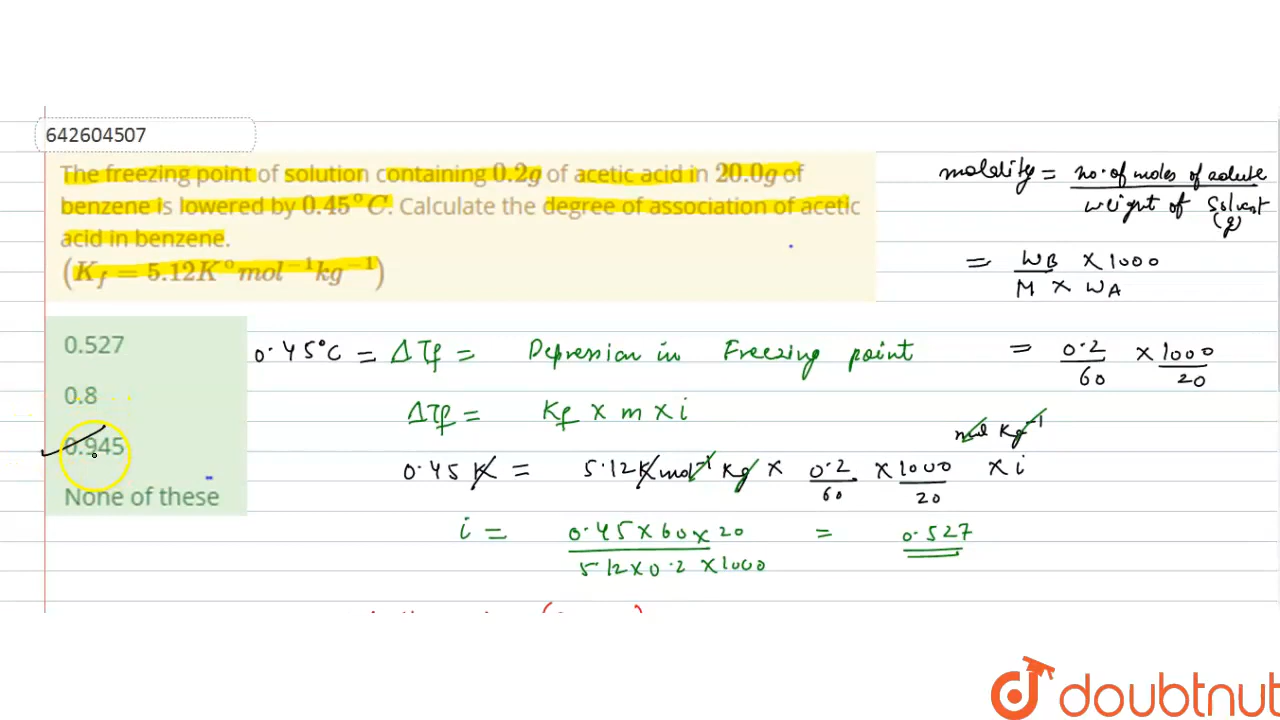 642604507
The freezing point of solution containing 0.2g of acetic acid in 20.0g of
benzene is lowered by 0.45°C. Calculate the degree of association of acetic
acid in benzene.
(K_f = 5.12K° mol⁻¹ kg⁻¹)
0.527
0.8
0.945
None of these
molality = no. of moles of solute
weight of Solvent
(g)
= WB × 1000
M × WA
= 0.2 × 1000
60 20
0.45°C = ΔTf = Depression in Freezing point
ΔTf = Kf × m × i
mol Kg⁻¹
0.45 K = 5.12 K mol⁻¹ Kg × 0.2 × 1000 × i
60 20
i = 0.45 × 60 × 20 = 0.527
5.12 × 0.2 × 1000
doubtnut